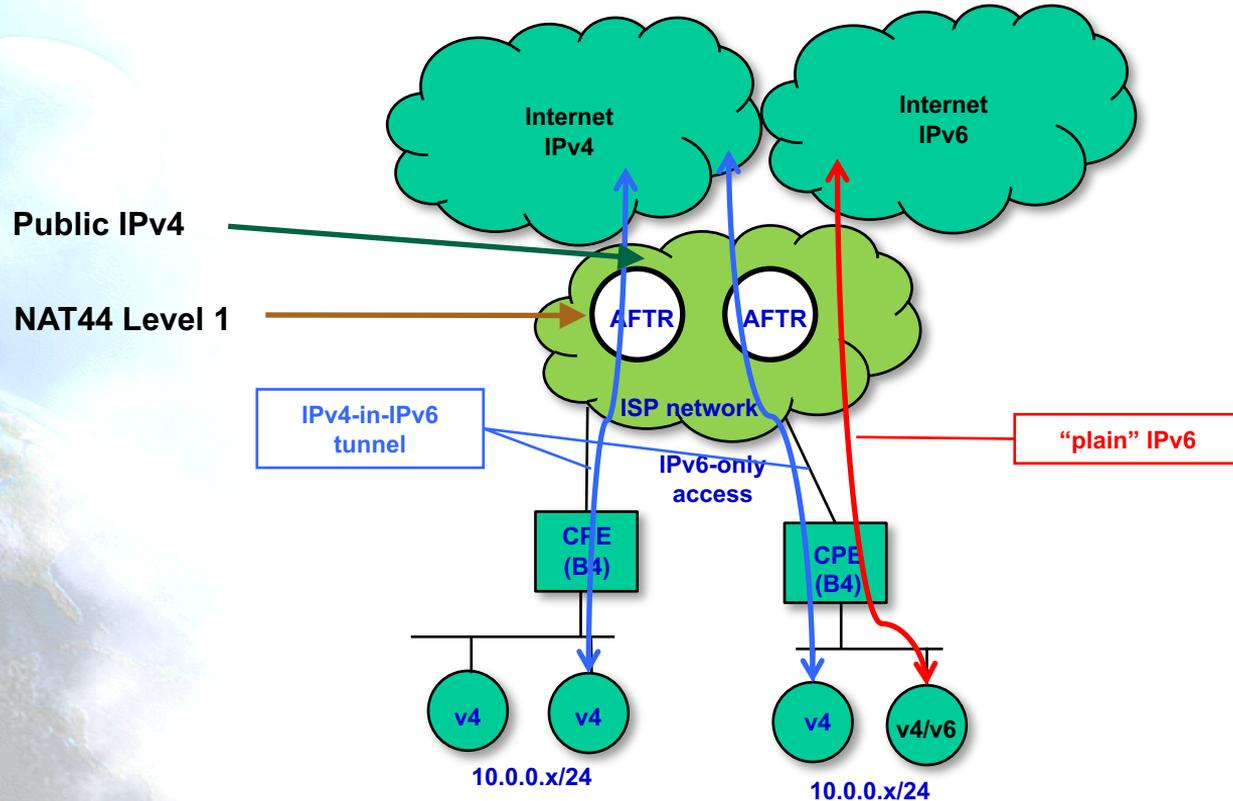 Internet
IPv4
Internet
IPv6
Public IPv4
NAT44 Level 1
AFTR
AFTR
IPv4-in-IPv6
tunnel
ISP network
“plain” IPv6
IPv6-only
access
CPE
(B4)
CPE
(B4)
v4
v4
v4
v4/v6
10.0.0.x/24
10.0.0.x/24